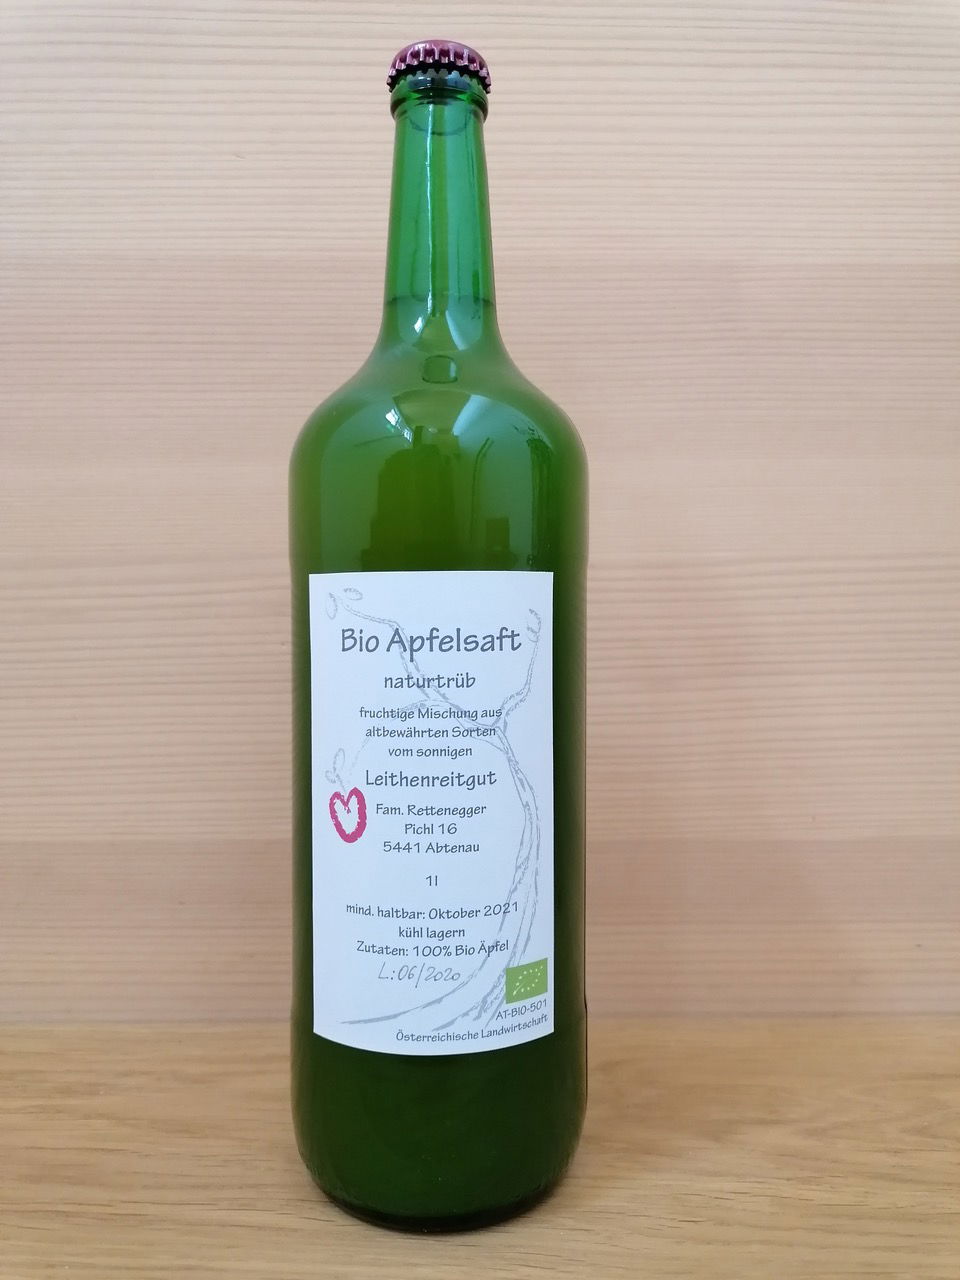 Bio Apfelsaft
naturtrüb
fruchtige Mischung aus
altbewährten Sorten
vom sonnigen
Leithenreitgut
Fam. Rettenegger
Pichl 16
5441 Abtenau
1l
mind. haltbar: Oktober 2021
kühl lagern
Zutaten: 100% Bio Äpfel
L:06/2020
AT-BIO-501
Österreichische Landwirtschaft